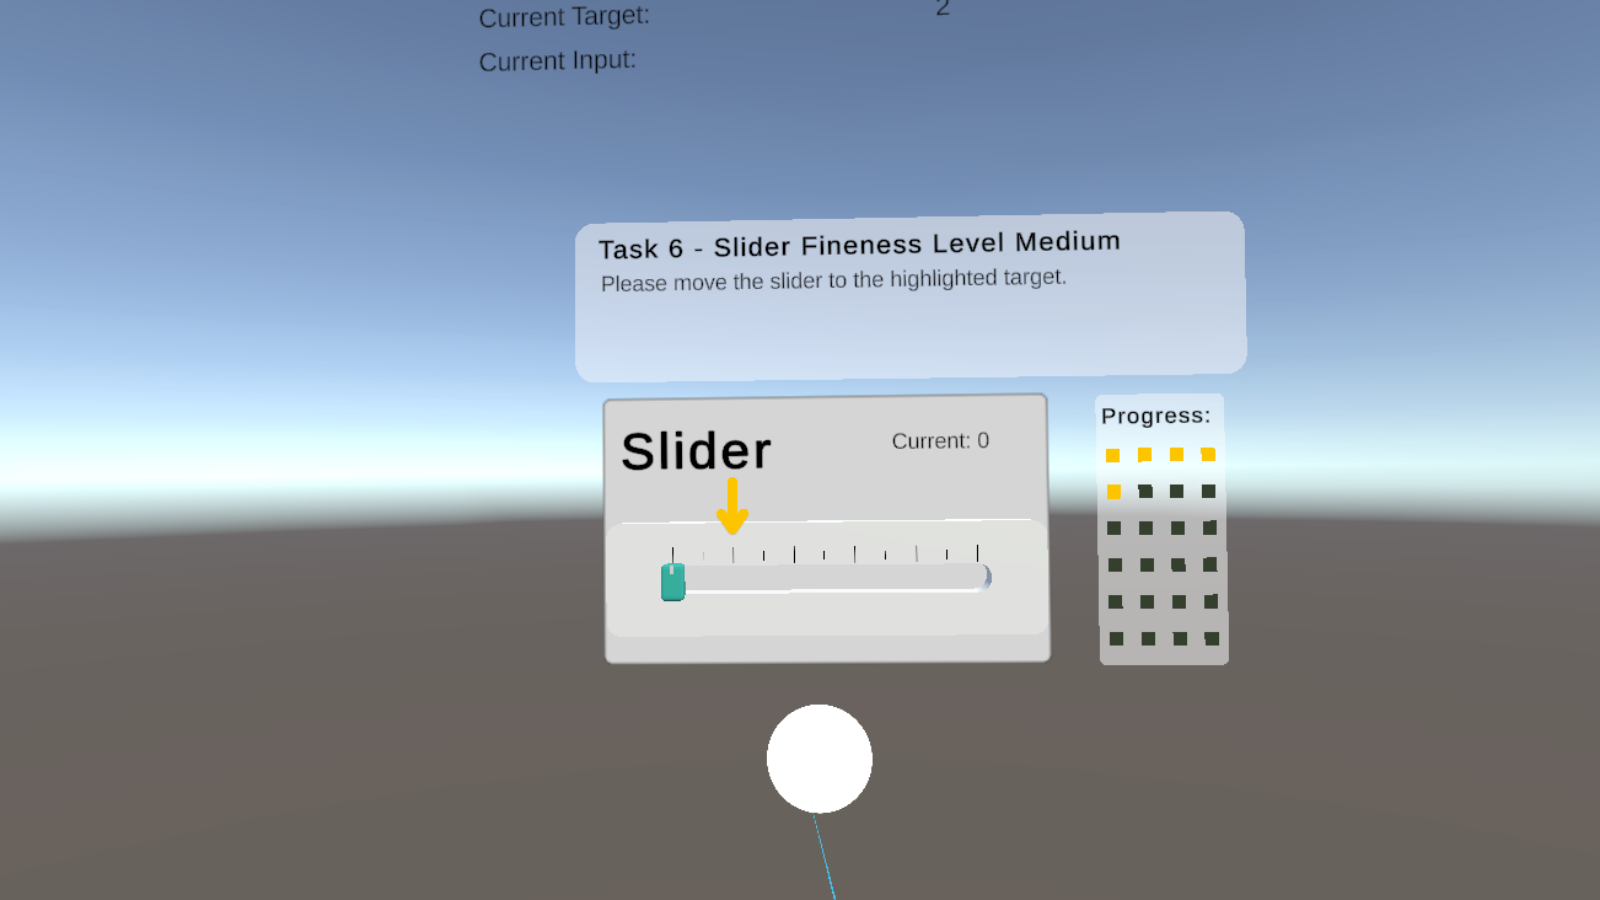 Current Target: 2
Current Input:
Task 6 - Slider Fineness Level Medium
Please move the slider to the highlighted target.
Slider
Current: 0
Progress: